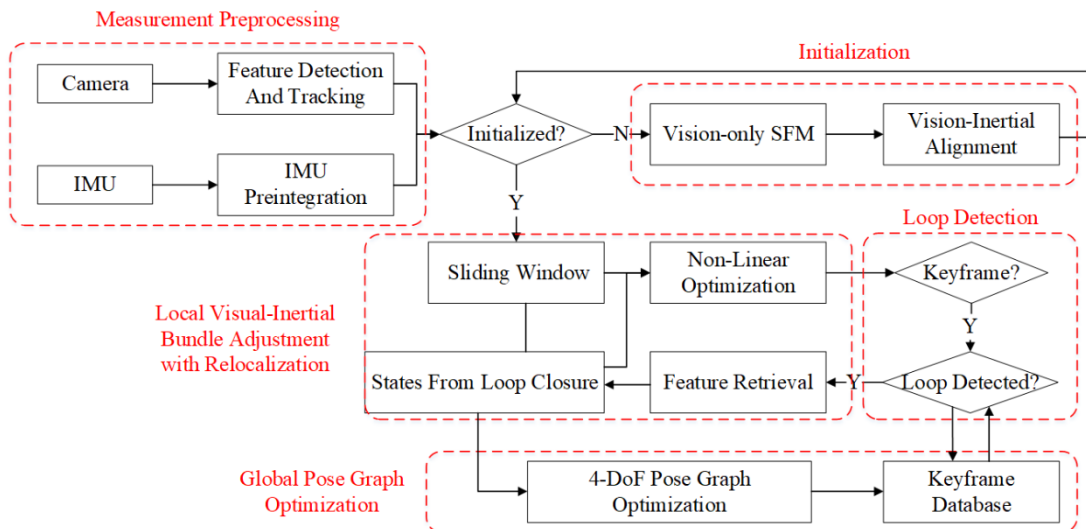 Measurement Preprocessing
Camera
Feature Detection
And Tracking
IMU
IMU
Preintegration
Initialized?
N
Y
Initialization
Vision-only SFM
Vision-Inertial
Alignment
Local Visual-Inertial
Bundle Adjustment
with Relocalization
Sliding Window
Non-Linear
Optimization
States From Loop Closure
Feature Retrieval
Y
Loop Detection
Keyframe?
Y
Loop Detected?
Global Pose Graph
Optimization
4-DoF Pose Graph
Optimization
Keyframe
Database